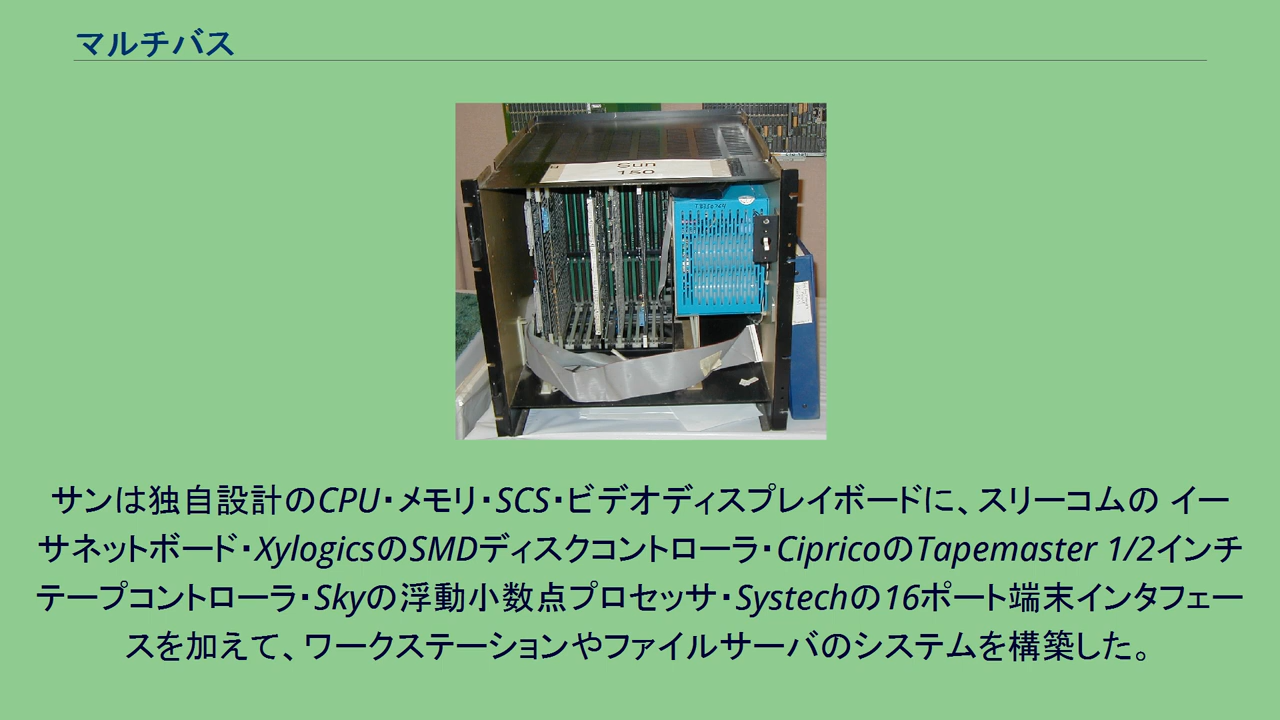 マルチバス
Sun
150
サンは独自設計のCPU・メモリ・SCS・ビデオディスプレイボードに、スリーコムの イー
サネットボード・XylogicsのSMDディスクコントローラ・CipricoのTapemaster 1/2インチ
テープコントローラ・Skyの浮動小数点プロセッサ・Systechの16ポート端末インタフェー
スを加えて、ワークステーションやファイルサーバのシステムを構築した。